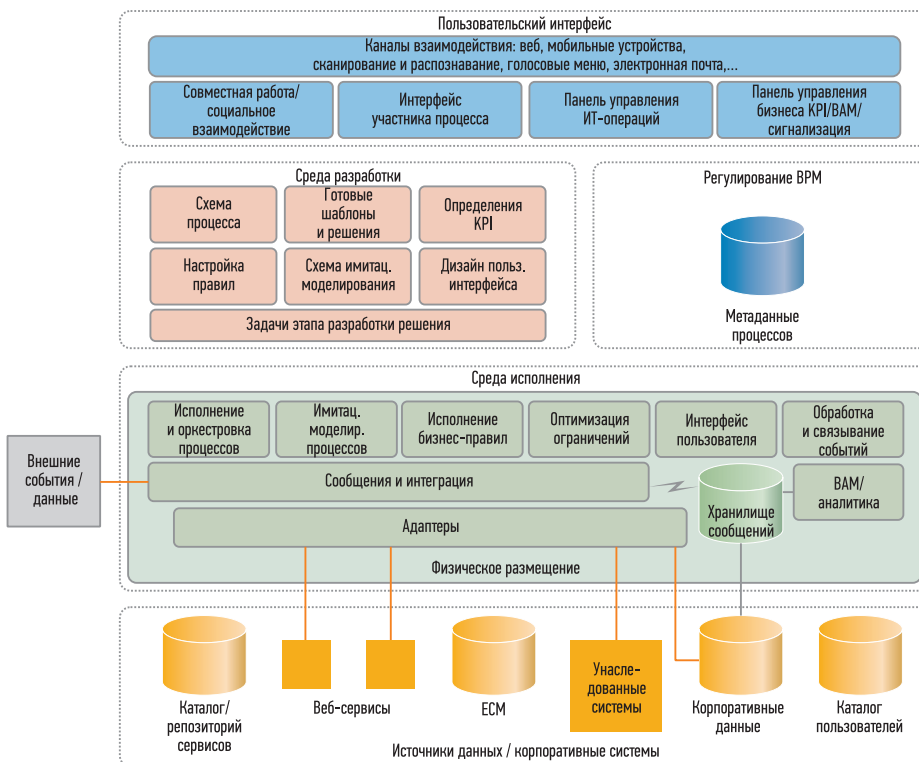 Пользовательский интерфейс
Каналы взаимодействия: веб, мобильные устройства,
сканирование и распознавание, голосовые меню, электронная почта,...
Совместная работа/
социальное
взаимодействие
Интерфейс
участника процесса
Панель управления
ИТ-операций
Панель управления
бизнеса KPI/BAM/
сигнализация
Среда разработки
Схема
процесса
Готовые
шаблоны
и решения
Определения
KPI
Настройка
правил
Схема имитац.
моделирования
Дизайн польз.
интерфейса
Задачи этапа разработки решения
Регулирование BPM
Метаданные
процессов
Среда исполнения
Исполнение
и оркестровка
процессов
Имитац.
моделир.
процессов
Исполнение
бизнес-правил
Оптимизация
ограничений
Интерфейс
пользователя
Обработка
и связывание
событий
Внешние
события /
данные
Сообщения и интеграция
Хранилище
сообщений
BAM/
аналитика
Адаптеры
Физическое размещение
Каталог/
репозиторий
сервисов
Веб-сервисы
ECM
Унасле-
дованные
системы
Корпоративные
данные
Каталог
пользователей
Источники данных / корпоративные системы